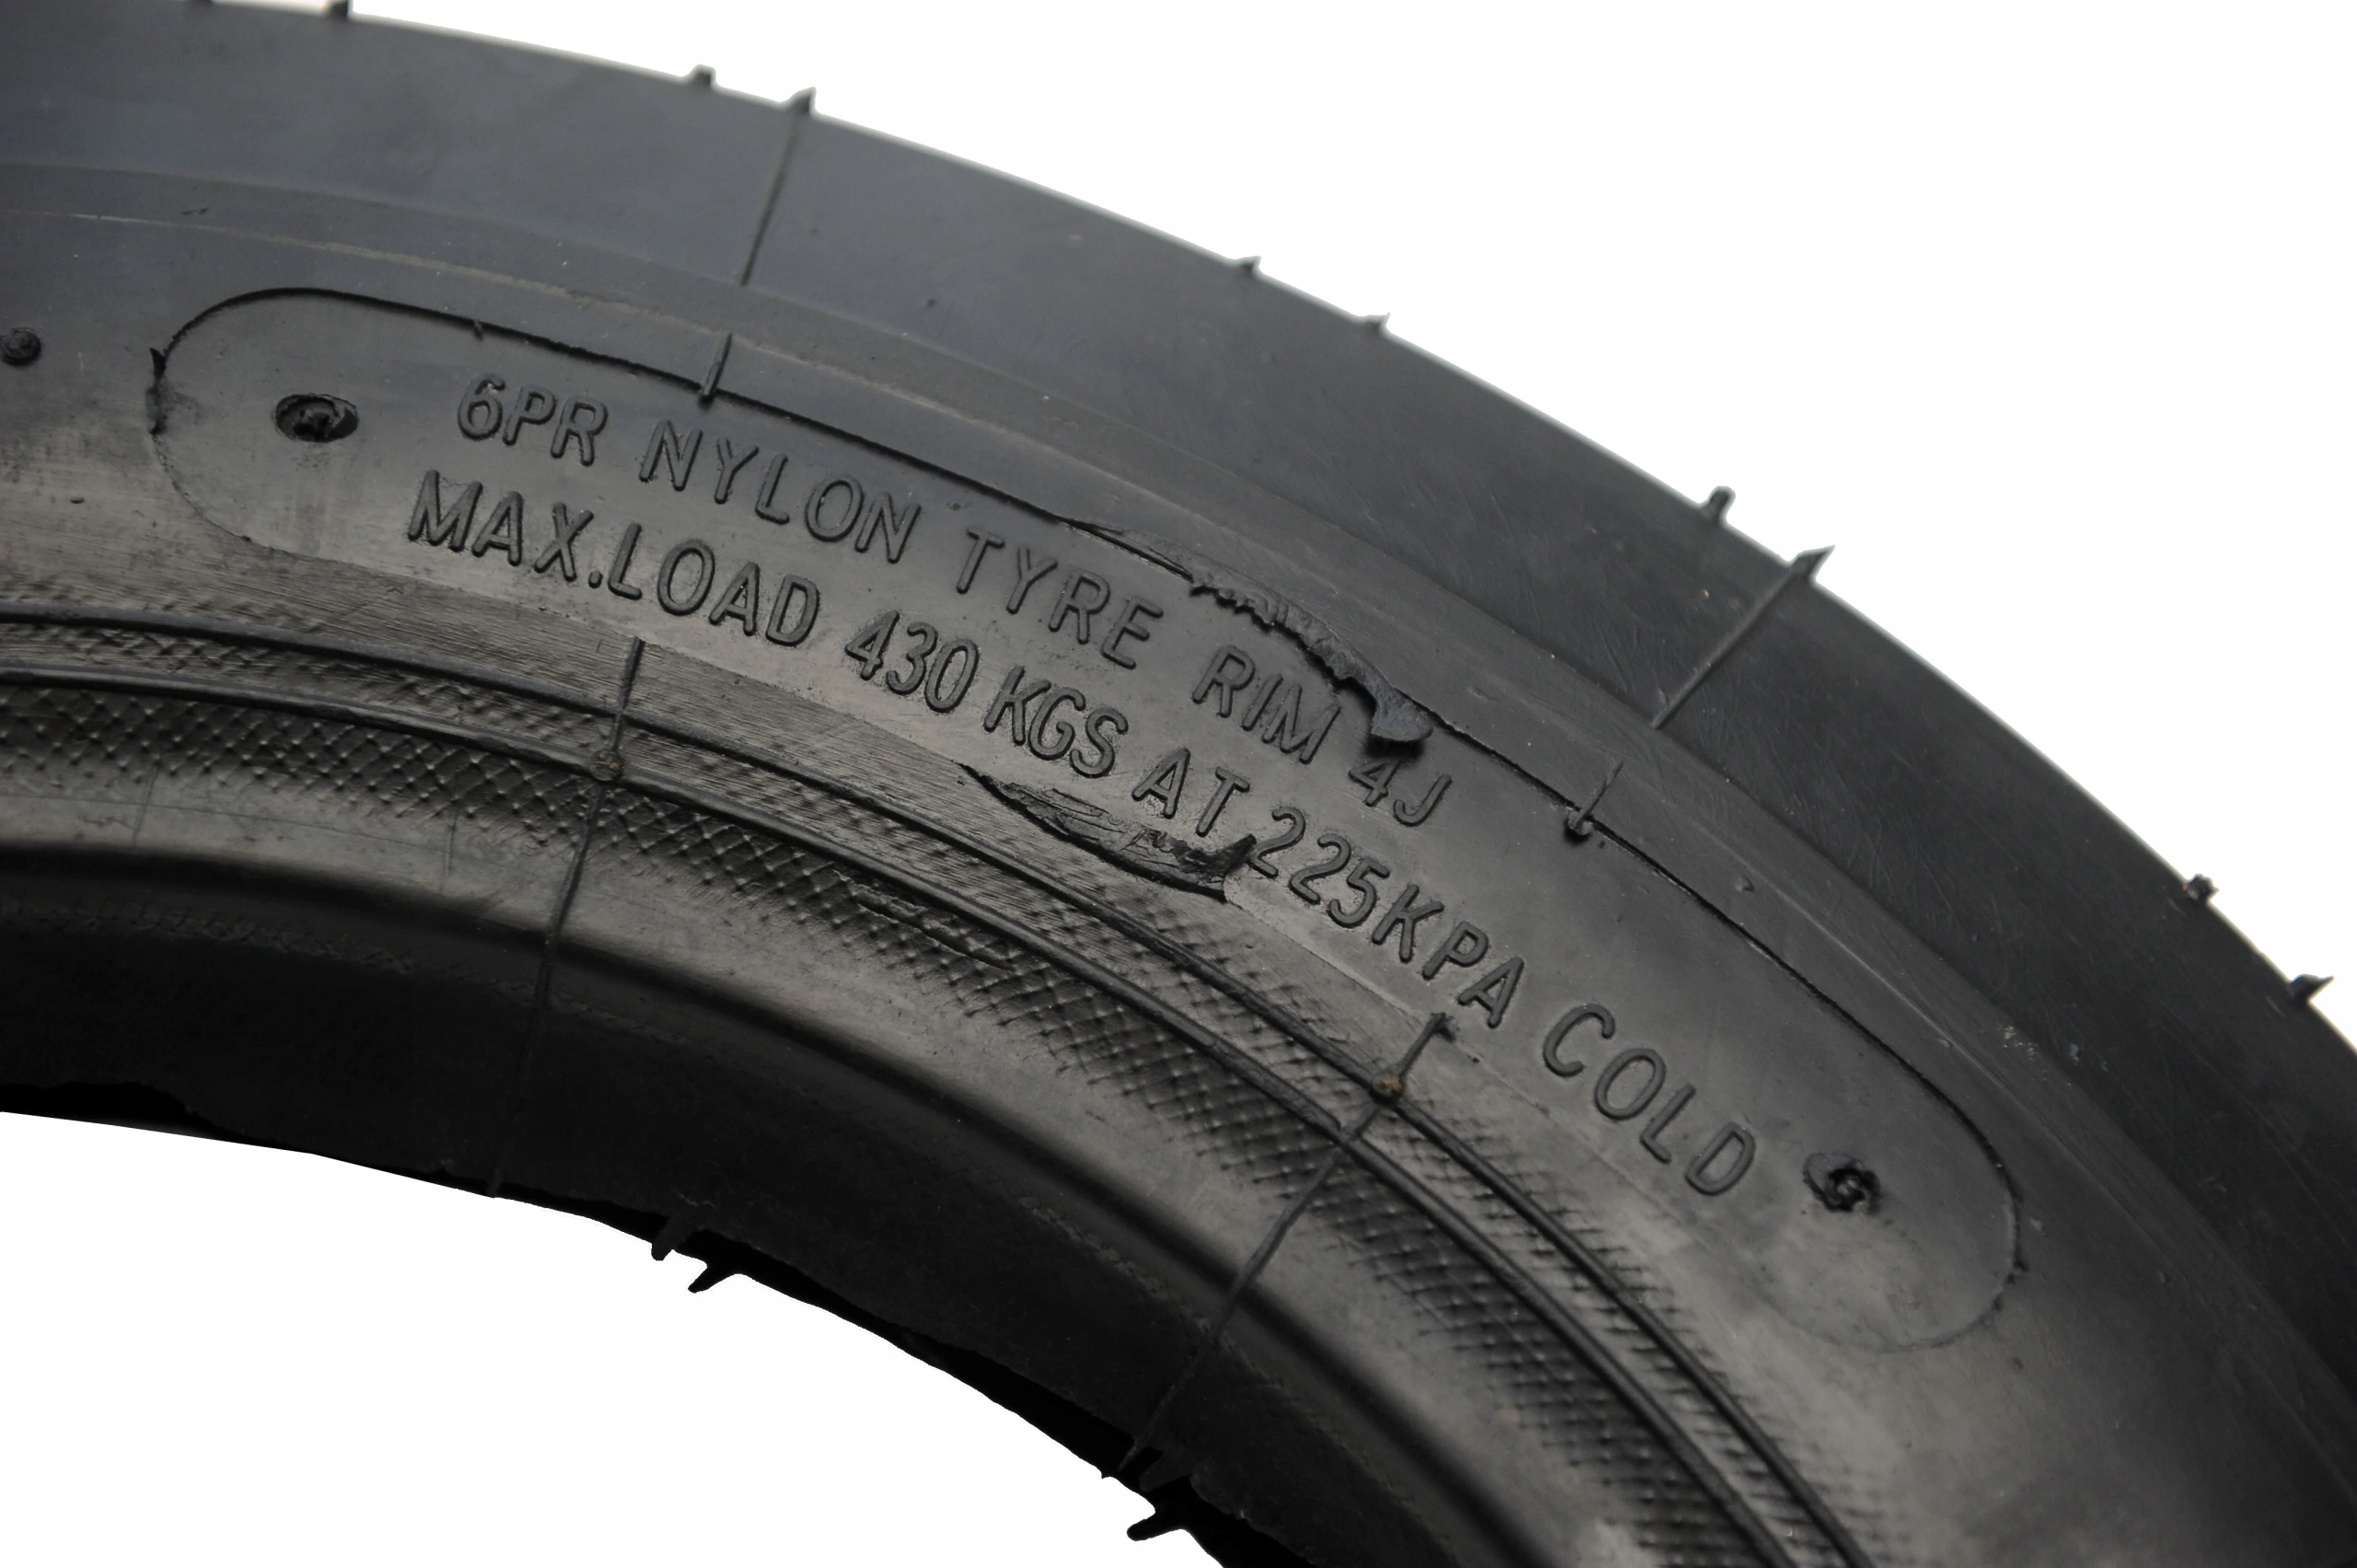 6PR NYLON TYRE RIM 4J
MAX.LOAD 430 KGS AT 225KPA COLD